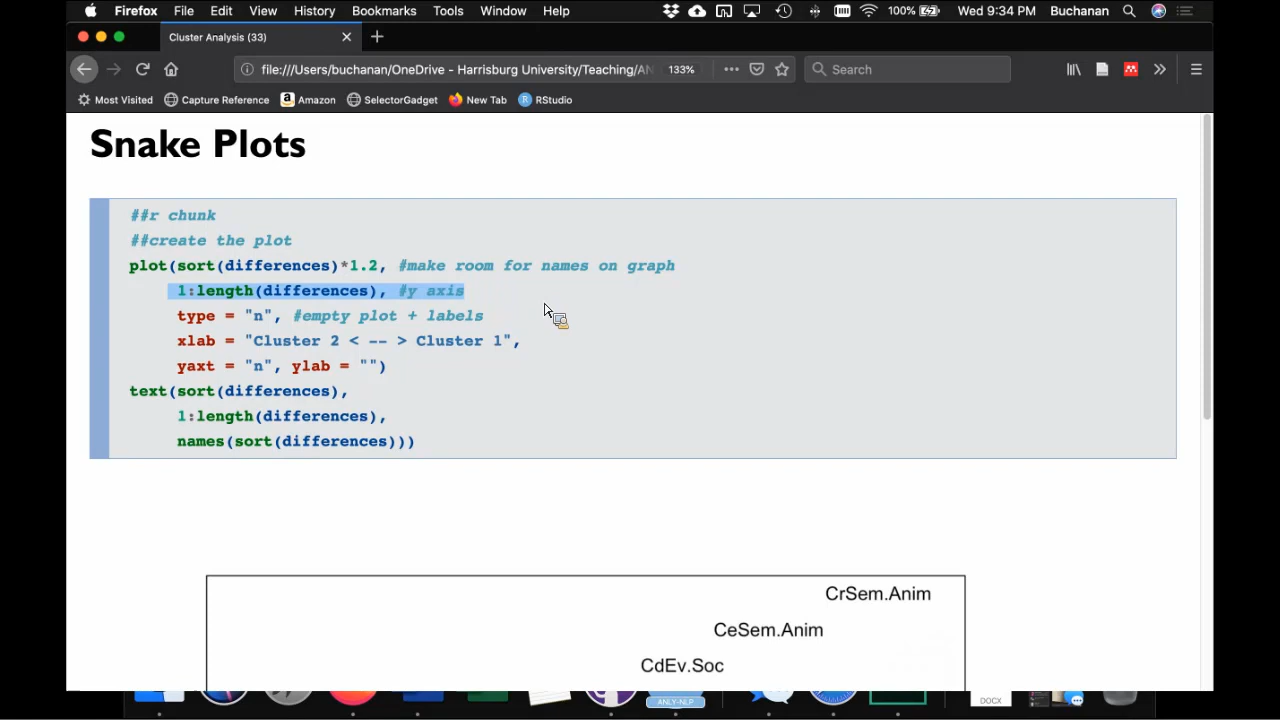 Firefox File Edit View History Bookmarks Tools Window Help 100% Wed 9:34 PM Buchanan
Cluster Analysis (33)
file:///Users/buchanan/OneDrive - Harrisburg University/Teaching/AN 133% Search
Most Visited Capture Reference Amazon SelectorGadget New Tab RStudio
Snake Plots
##r chunk
##create the plot
plot(sort(differences)*1.2, #make room for names on graph
1:length(differences), #y axis
type = "n", #empty plot + labels
xlab = "Cluster 2 < -- > Cluster 1",
yaxt = "n", ylab = "")
text(sort(differences),
1:length(differences),
names(sort(differences)))
CrSem.Anim
CeSem.Anim
CdEv.Soc
ANLY-NLP
DOCX